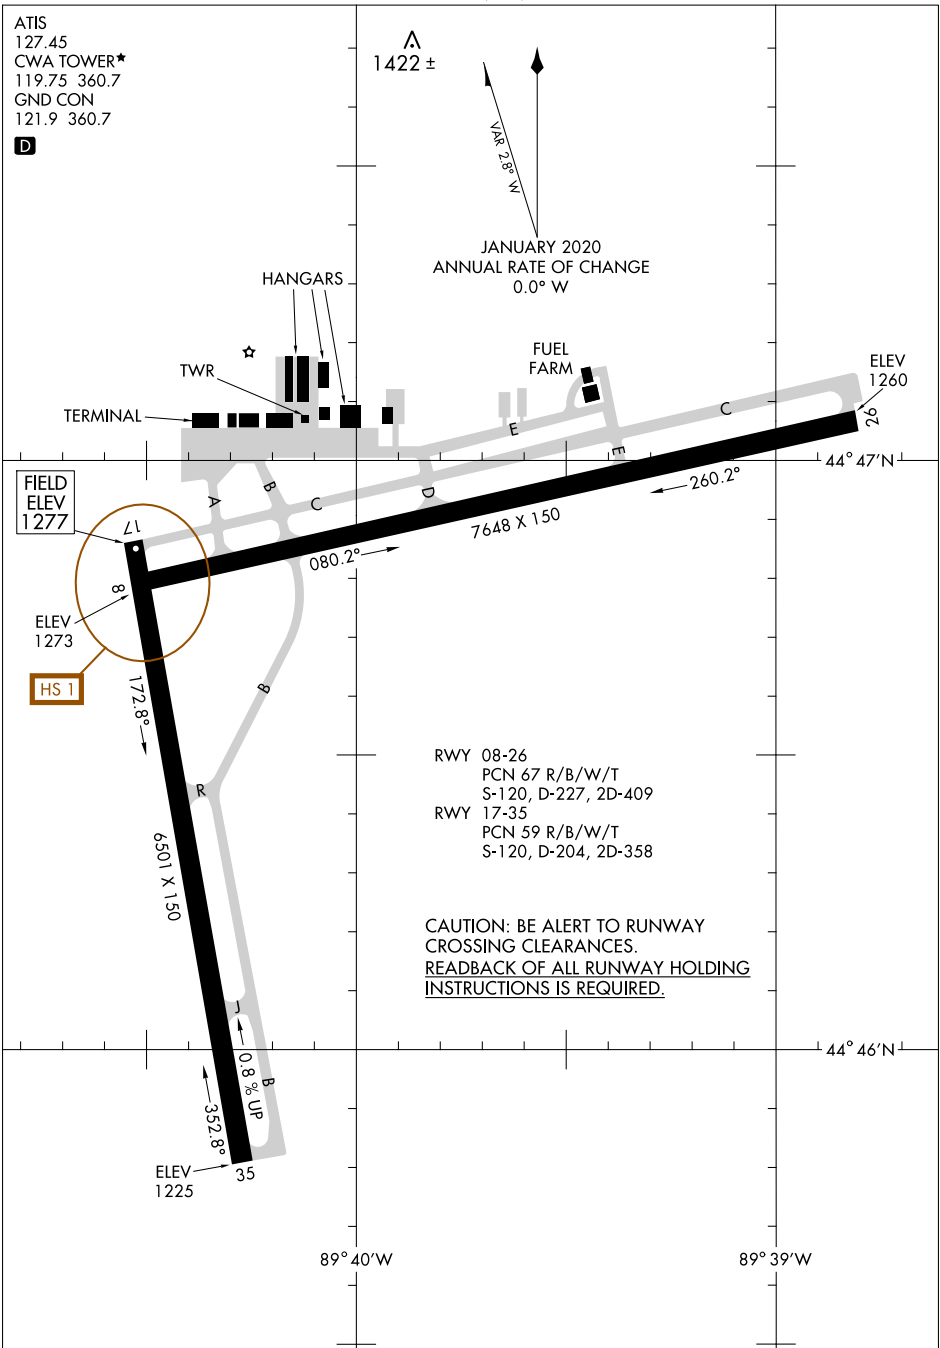 ATIS
127.45
CWA TOWER★
119.75 360.7
GND CON
121.9 360.7
D
1422 ±
VAR 2.8° W
JANUARY 2020
ANNUAL RATE OF CHANGE
0.0° W
HANGARS
TWR
TERMINAL
FUEL
FARM
ELEV
1260
26
C
E
E
44° 47'N
FIELD
ELEV
1277
17
A
B
C
D
260.2°
7648 X 150
080.2°
8
ELEV
1273
HS 1
172.8°
B
R
6501 X 150
RWY 08-26
PCN 67 R/B/W/T
S-120, D-227, 2D-409
RWY 17-35
PCN 59 R/B/W/T
S-120, D-204, 2D-358
CAUTION: BE ALERT TO RUNWAY
CROSSING CLEARANCES.
READBACK OF ALL RUNWAY HOLDING
INSTRUCTIONS IS REQUIRED.
J
44° 46'N
0.8 % UP
B
352.8°
ELEV
1225
35
89° 40'W
89° 39'W